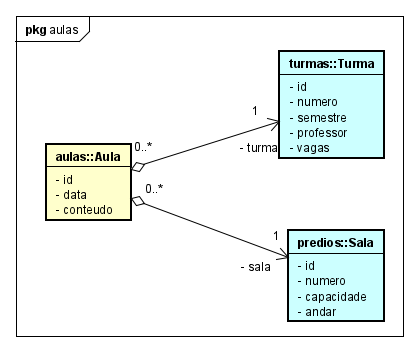 pkg aulas
turmas::Turma
- id
- numero
- semestre
- professor
- vagas
1
- turma
0..*
aulas::Aula
- id
- data
- conteudo
0..*
1
- sala
predios::Sala
- id
- numero
- capacidade
- andar